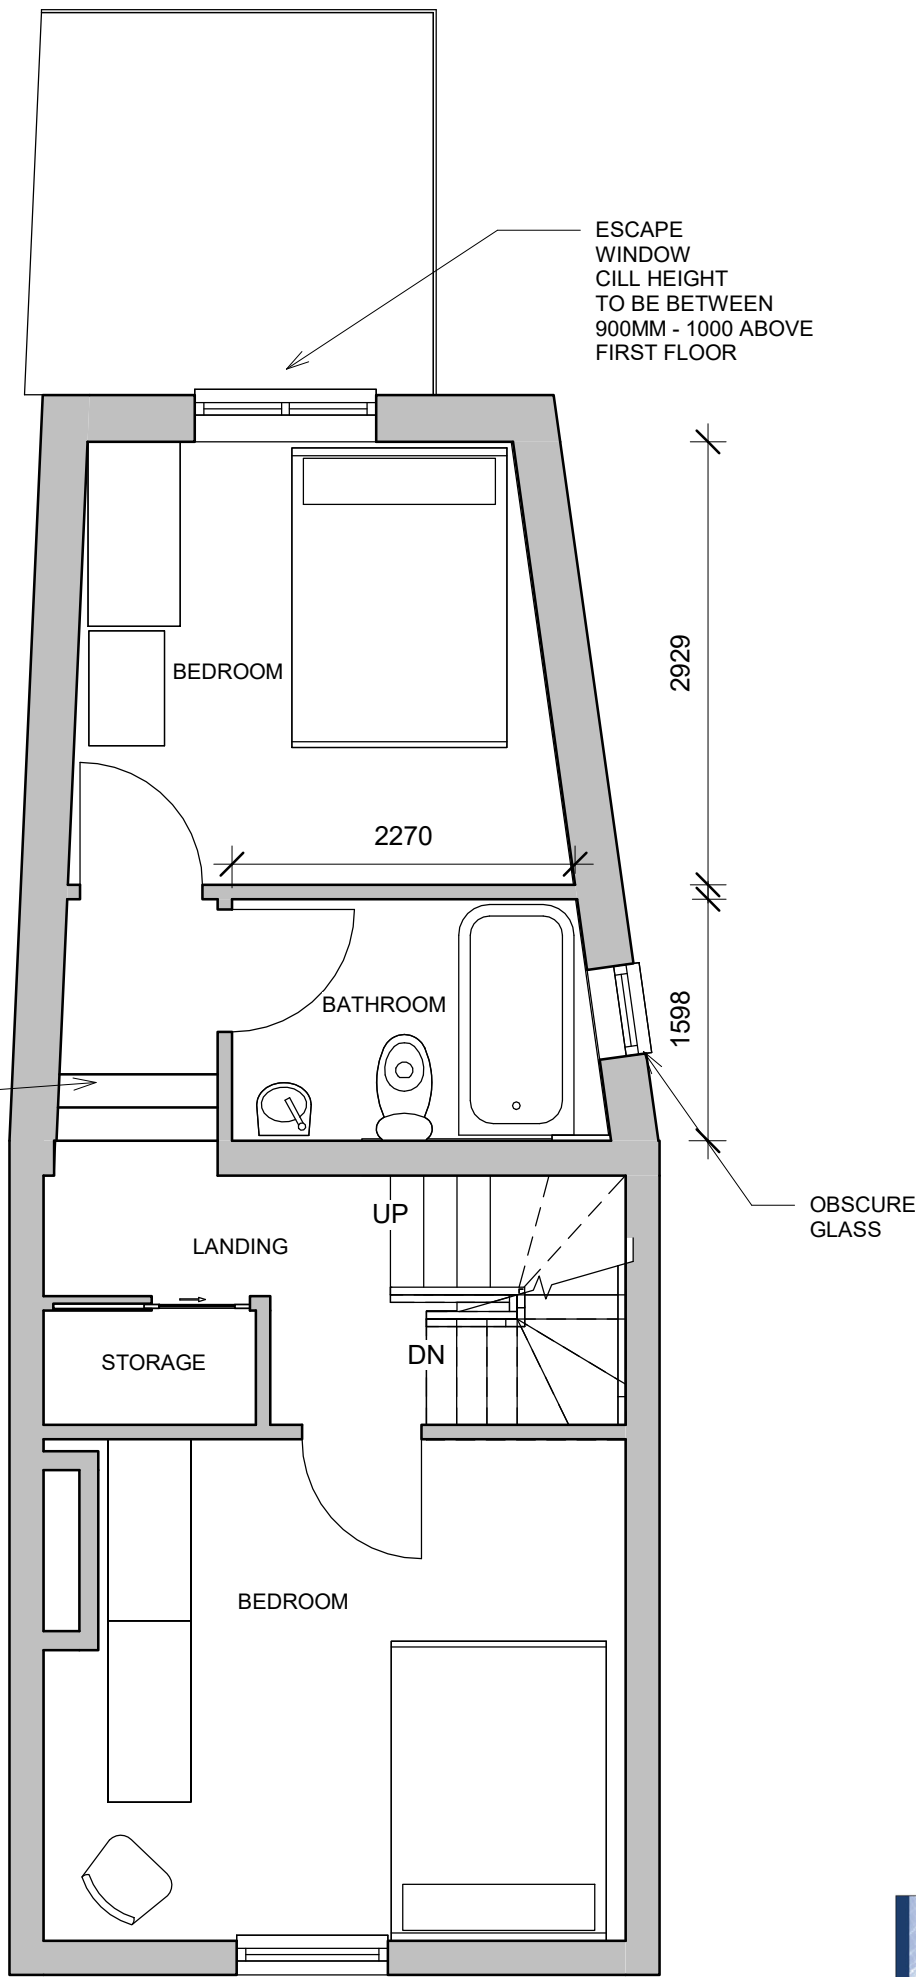 ESCAPE
WINDOW
CILL HEIGHT
TO BE BETWEEN
900MM - 1000 ABOVE
FIRST FLOOR
2929
BEDROOM
2270
BATHROOM
1598
OBSCURE
GLASS
UP
LANDING
DN
STORAGE
BEDROOM